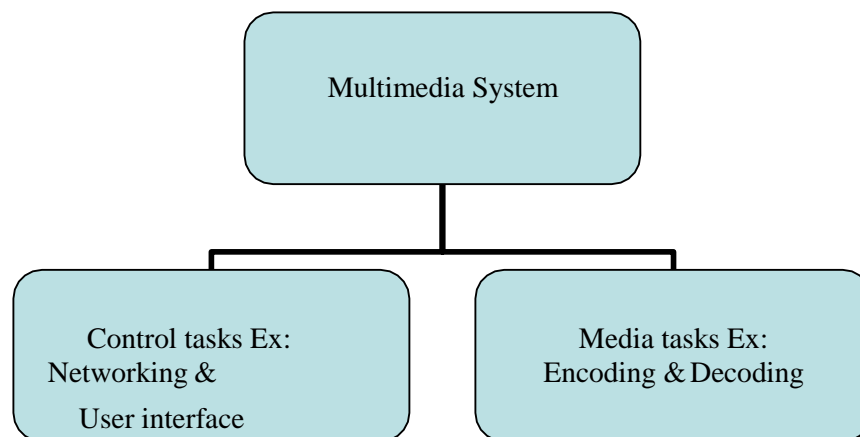 Multimedia System
Control tasks Ex:
Networking &
User interface
Media tasks Ex:
Encoding & Decoding